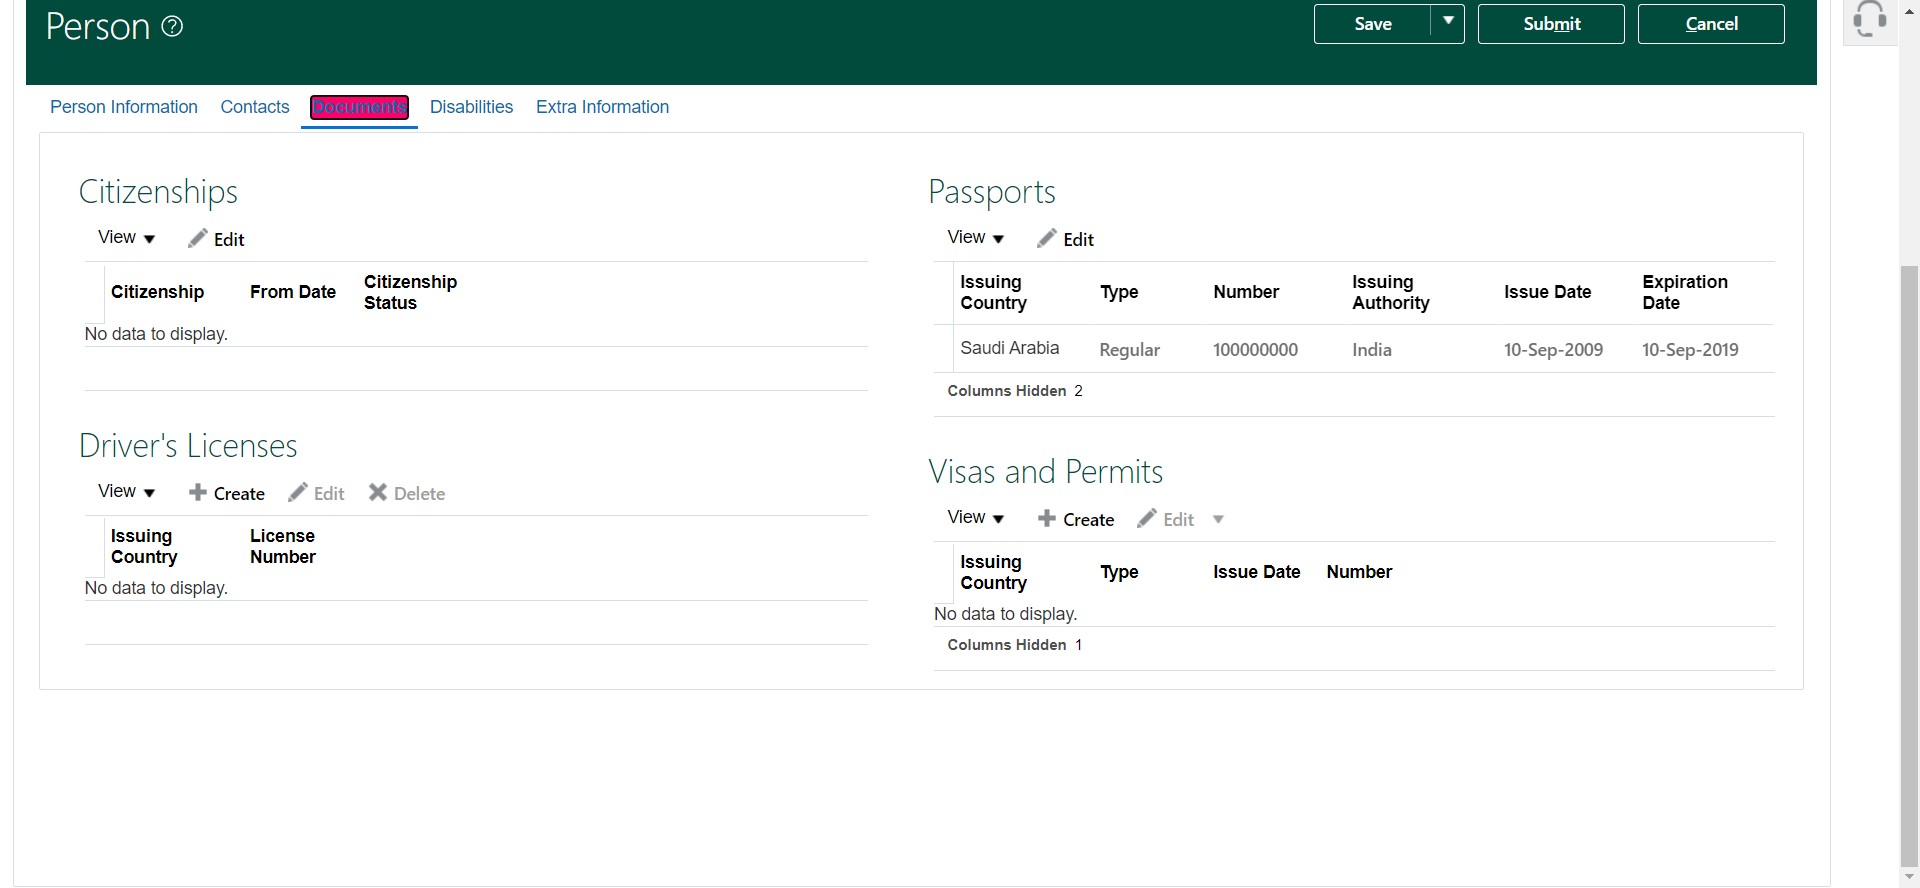 Person
Save
Submit
Cancel
Person Information
Contacts
Documents
Disabilities
Extra Information
Citizenships
View
Edit
Citizenship
From Date
Citizenship
Status
No data to display.
Driver's Licenses
View
Create
Edit
Delete
Issuing
Country
License
Number
No data to display.
Passports
View
Edit
Issuing
Country
Type
Number
Issuing
Authority
Issue Date
Expiration
Date
Saudi Arabia
Regular
100000000
India
10-Sep-2009
10-Sep-2019
Columns Hidden 2
Visas and Permits
View
Create
Edit
Issuing
Country
Type
Issue Date
Number
No data to display.
Columns Hidden 1